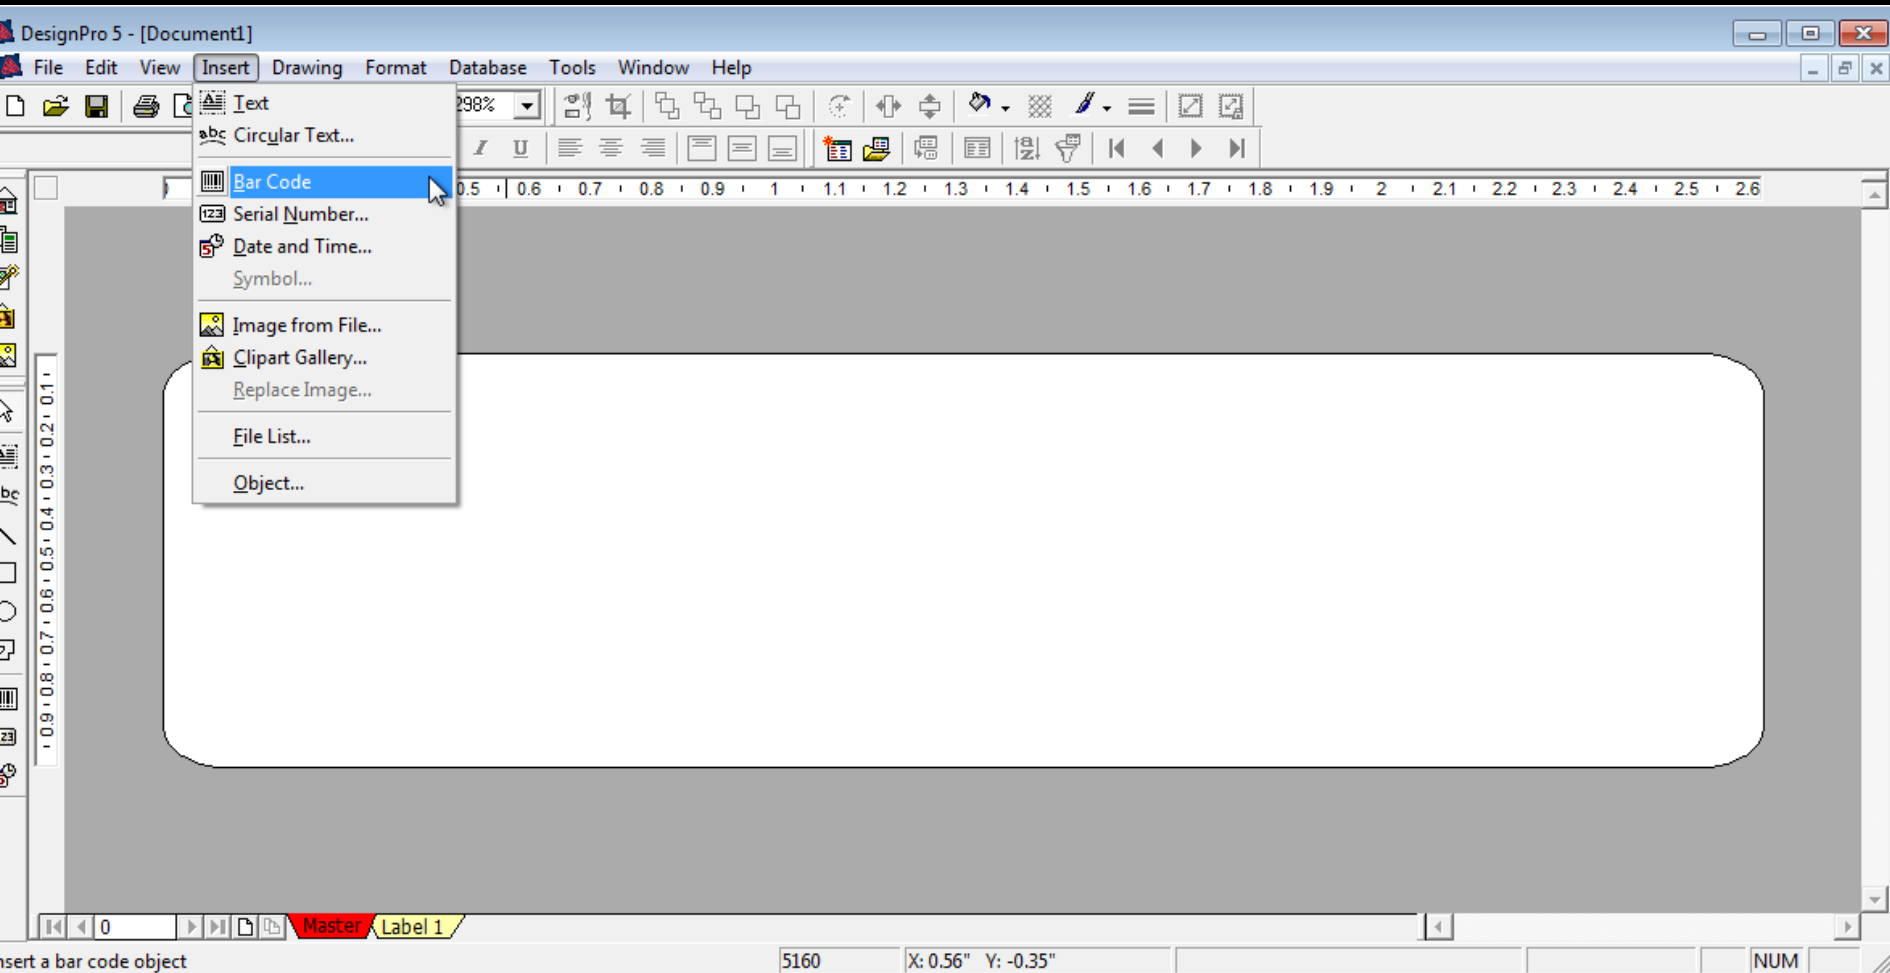 DesignPro 5 - [Document1]
File Edit View Insert Drawing Format Database Tools Window Help
Text
298%
Circular Text...
I U
Bar Code
0.5 0.6 0.7 0.8 0.9 1 1.1 1.2 1.3 1.4 1.5 1.6 1.7 1.8 1.9 2 2.1 2.2 2.3 2.4 2.5 2.6
123 Serial Number...
Date and Time...
Symbol...
Image from File...
Clipart Gallery...
Replace Image...
File List...
Object...
0.1 0.2 0.3 0.4 0.5 0.6 0.7 0.8 0.9
0 Master Label 1
nsert a bar code object 5160 X: 0.56" Y: -0.35" NUM